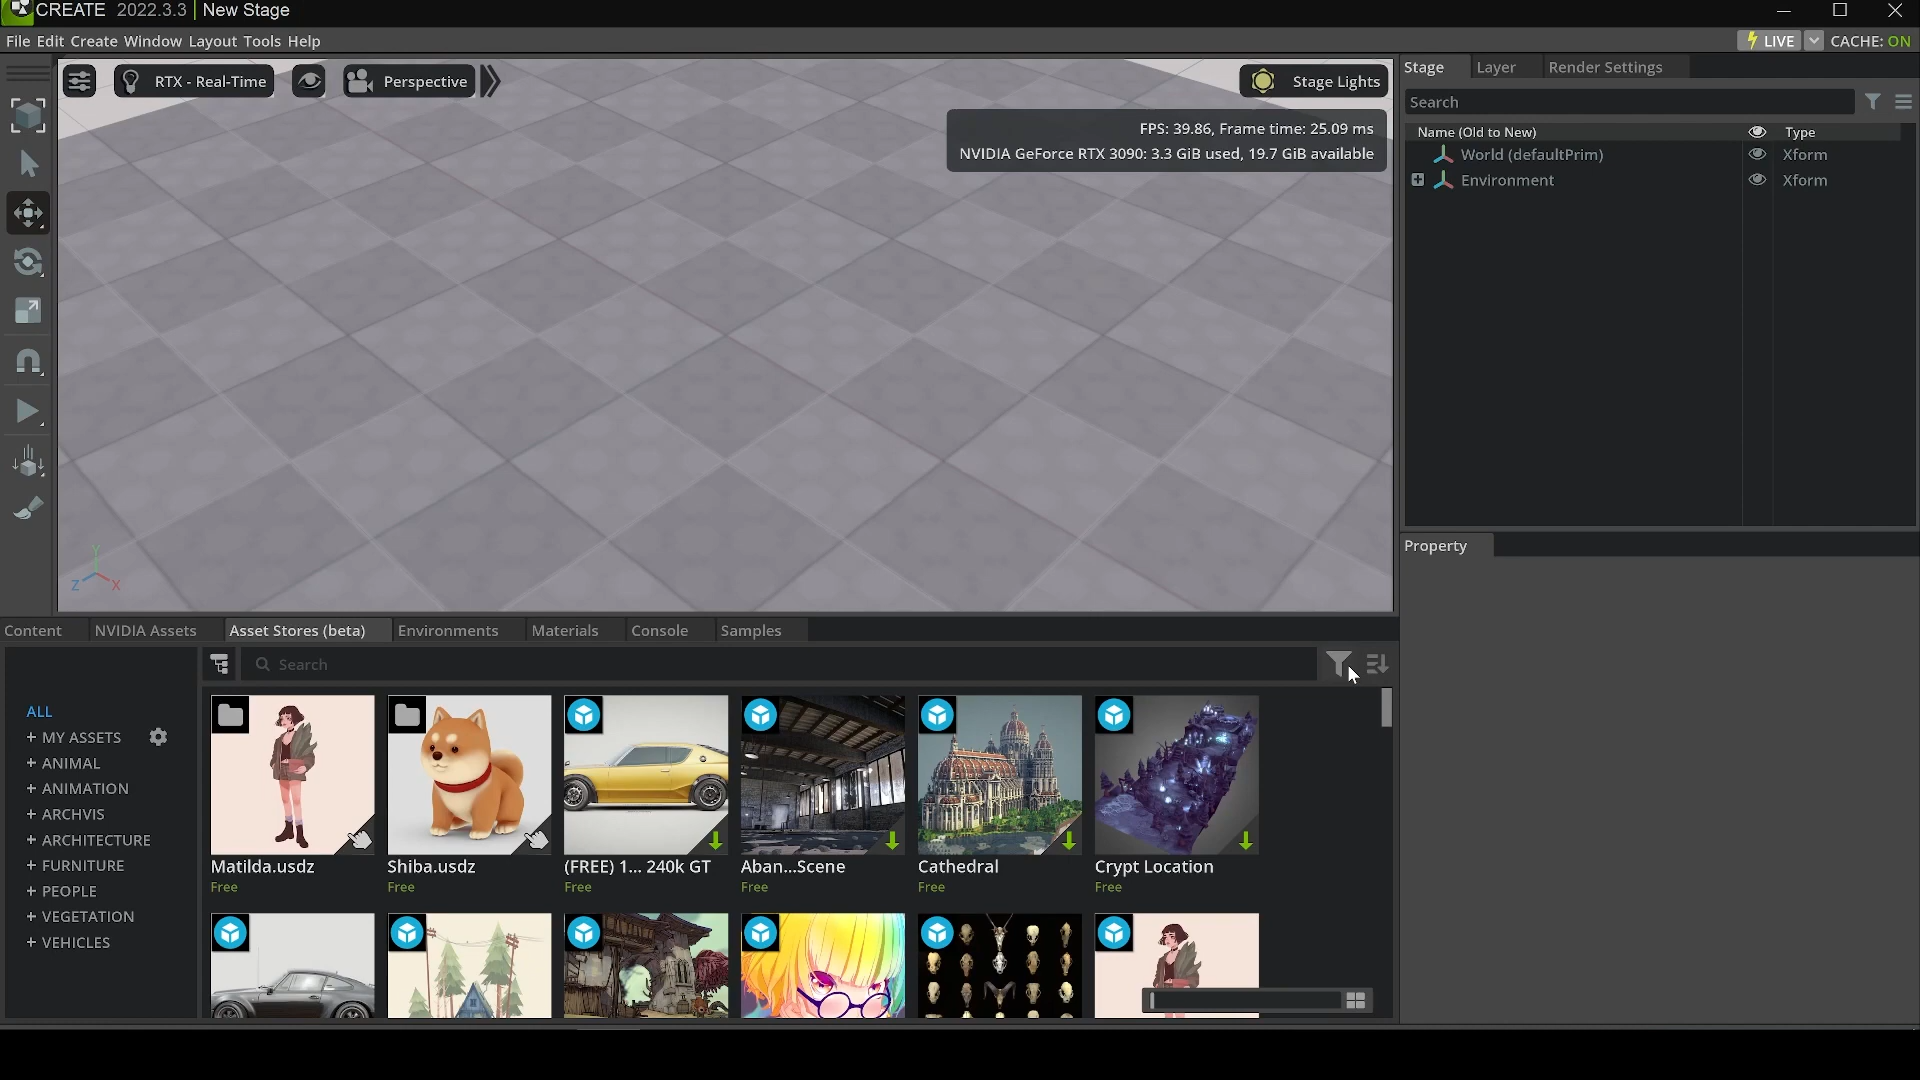 CREATE 2022.3.3 | New Stage
File Edit Create Window Layout Tools Help
LIVE CACHE: ON
RTX - Real-Time
Perspective
Stage Lights
FPS: 39.86, Frame time: 25.09 ms
NVIDIA GeForce RTX 3090: 3.3 GiB used, 19.7 GiB available
Y
Z X
Stage Layer Render Settings
Search
Name (Old to New) Type
World (defaultPrim) Xform
Environment Xform
Property
Content NVIDIA Assets Asset Stores (beta) Environments Materials Console Samples
Search
ALL
+ MY ASSETS
+ ANIMAL
+ ANIMATION
+ ARCHVIS
+ ARCHITECTURE
+ FURNITURE
+ PEOPLE
+ VEGETATION
+ VEHICLES
Matilda.usdz
Free
Shiba.usdz
Free
(FREE) 1... 240k GT
Free
Aban...Scene
Free
Cathedral
Free
Crypt Location
Free